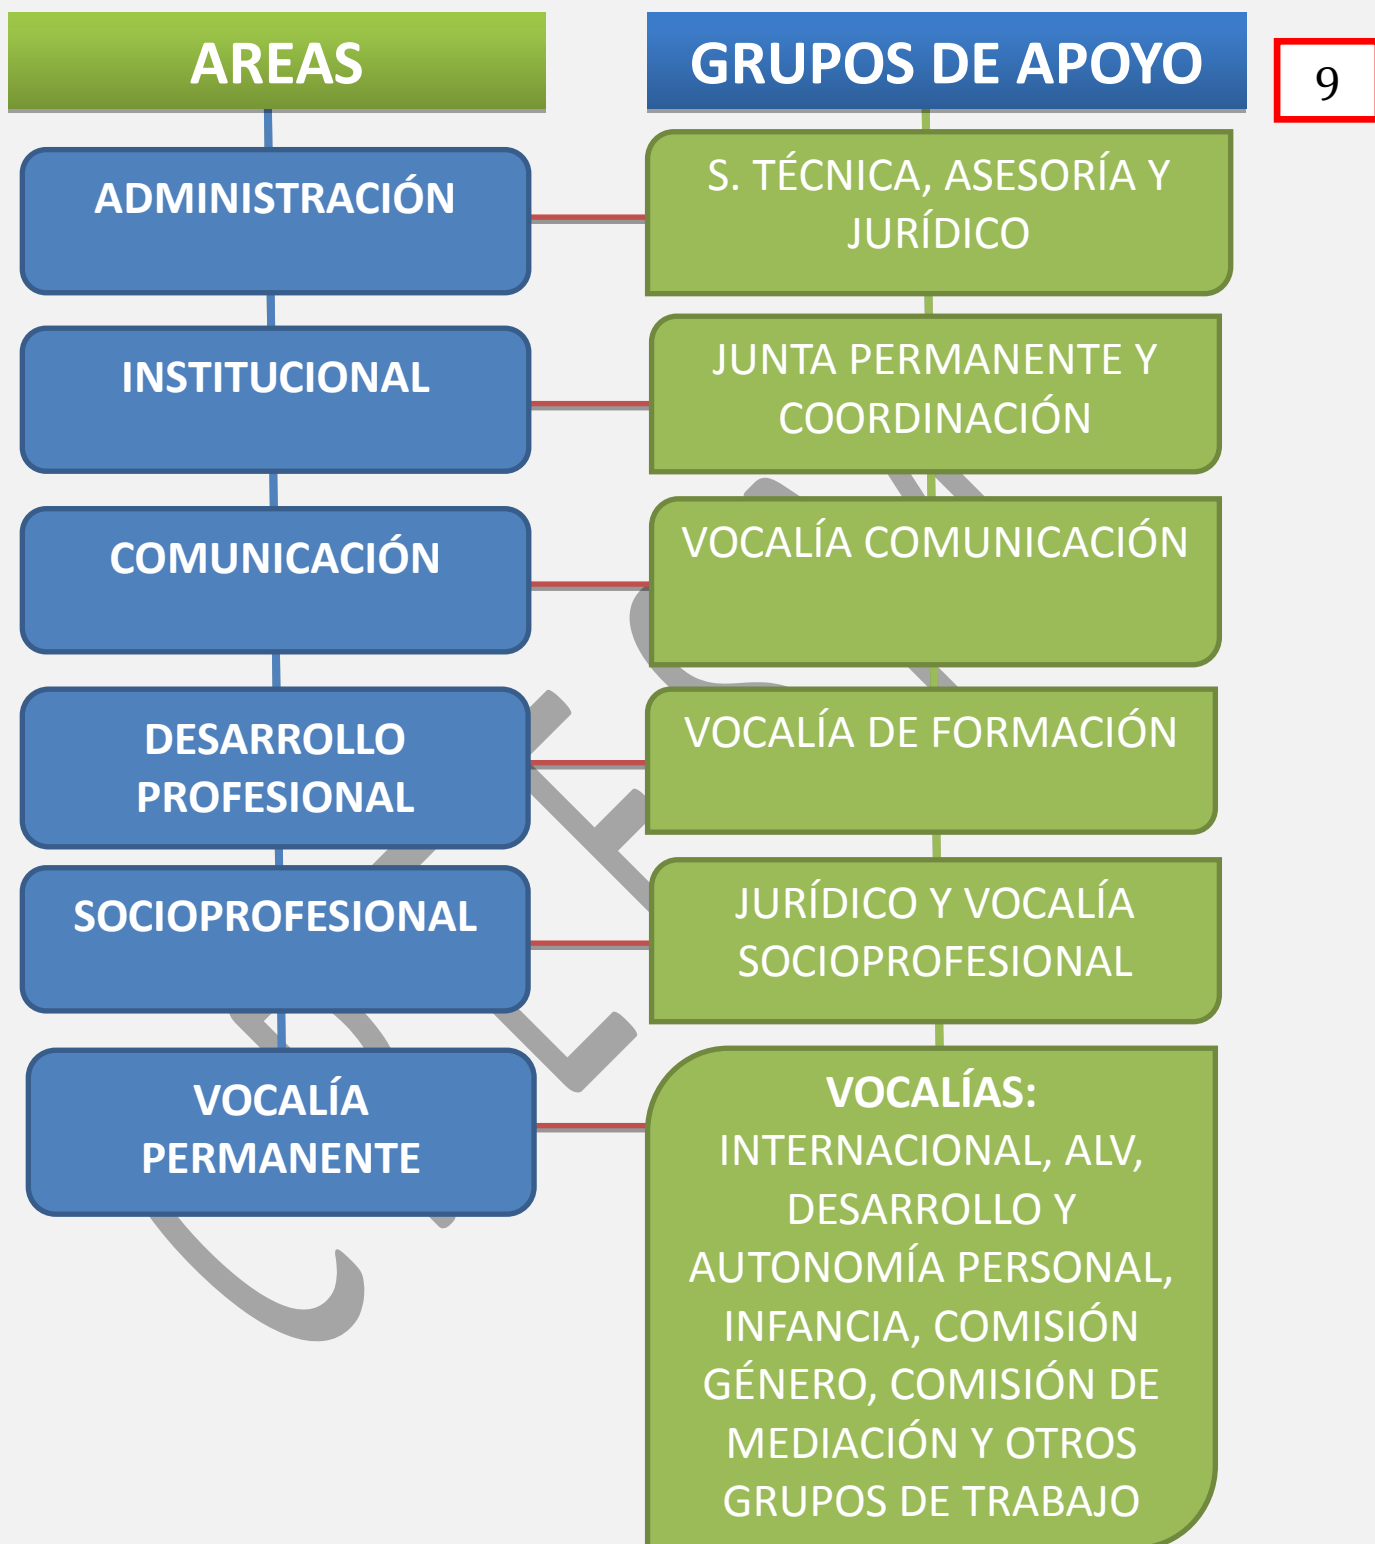 AREAS
GRUPOS DE APOYO
9
ADMINISTRACIÓN
S. TÉCNICA, ASESORÍA Y
JURÍDICO
INSTITUCIONAL
JUNTA PERMANENTE Y
COORDINACIÓN
COMUNICACIÓN
VOCALÍA COMUNICACIÓN
DESARROLLO
PROFESIONAL
VOCALÍA DE FORMACIÓN
SOCIOPROFESIONAL
JURÍDICO Y VOCALÍA
SOCIOPROFESIONAL
VOCALÍA
PERMANENTE
VOCALÍAS:
INTERNACIONAL, ALV,
DESARROLLO Y
AUTONOMÍA PERSONAL,
INFANCIA, COMISIÓN
GÉNERO, COMISIÓN DE
MEDIACIÓN Y OTROS
GRUPOS DE TRABAJO